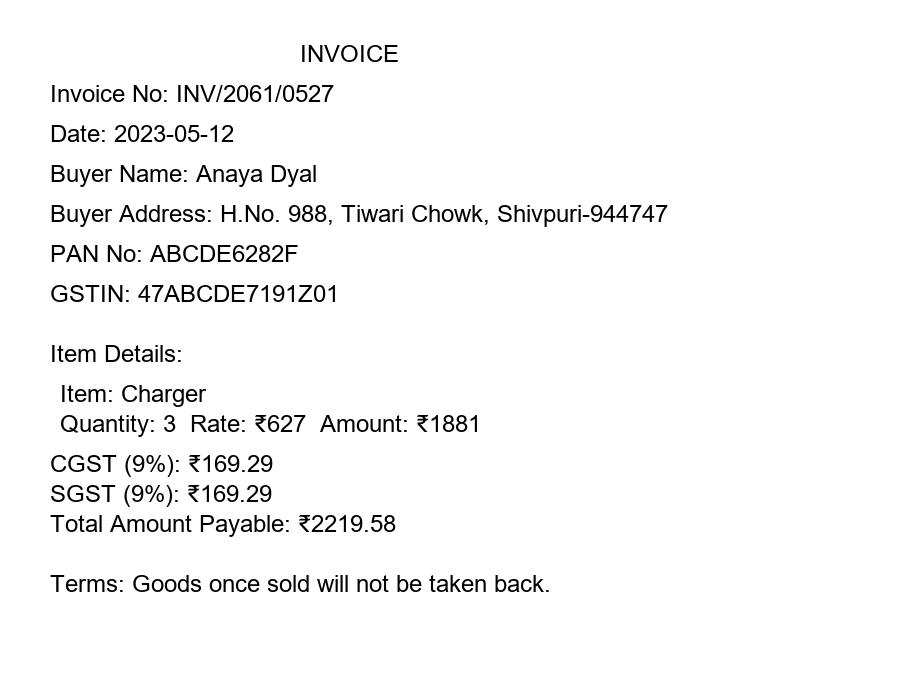 INVOICE
Invoice No: INV/2061/0527
Date: 2023-05-12
Buyer Name: Anaya Dyal
Buyer Address: H.No. 988, Tiwari Chowk, Shivpuri-944747
PAN No: ABCDE6282F
GSTIN: 47ABCDE7191Z01
Item Details:
Item: Charger
Quantity: 3  Rate: ₹627  Amount: ₹1881
CGST (9%): ₹169.29
SGST (9%): ₹169.29
Total Amount Payable: ₹2219.58
Terms: Goods once sold will not be taken back.